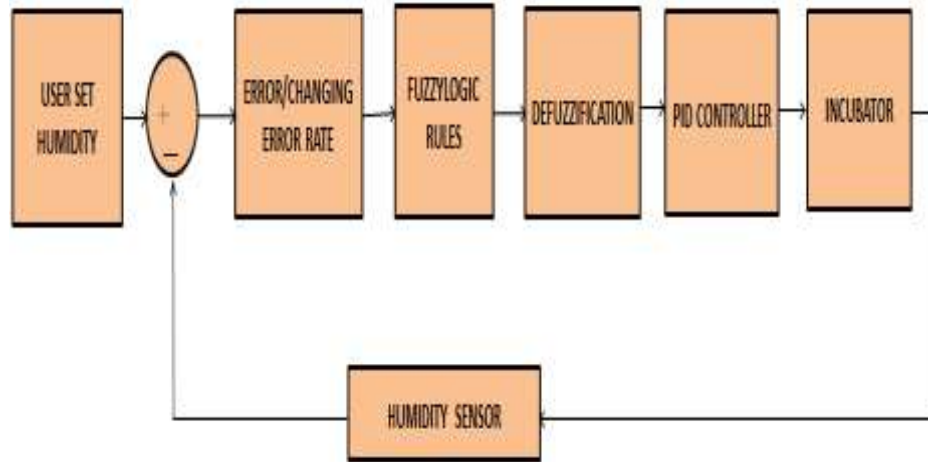 USER SET
HUMIDITY
+
−
ERROR/CHANGING
ERROR RATE
FUZZYLOGIC
RULES
DEFUZZIFICATION
PID CONTROLLER
INCUBATOR
HUMIDITY SENSOR